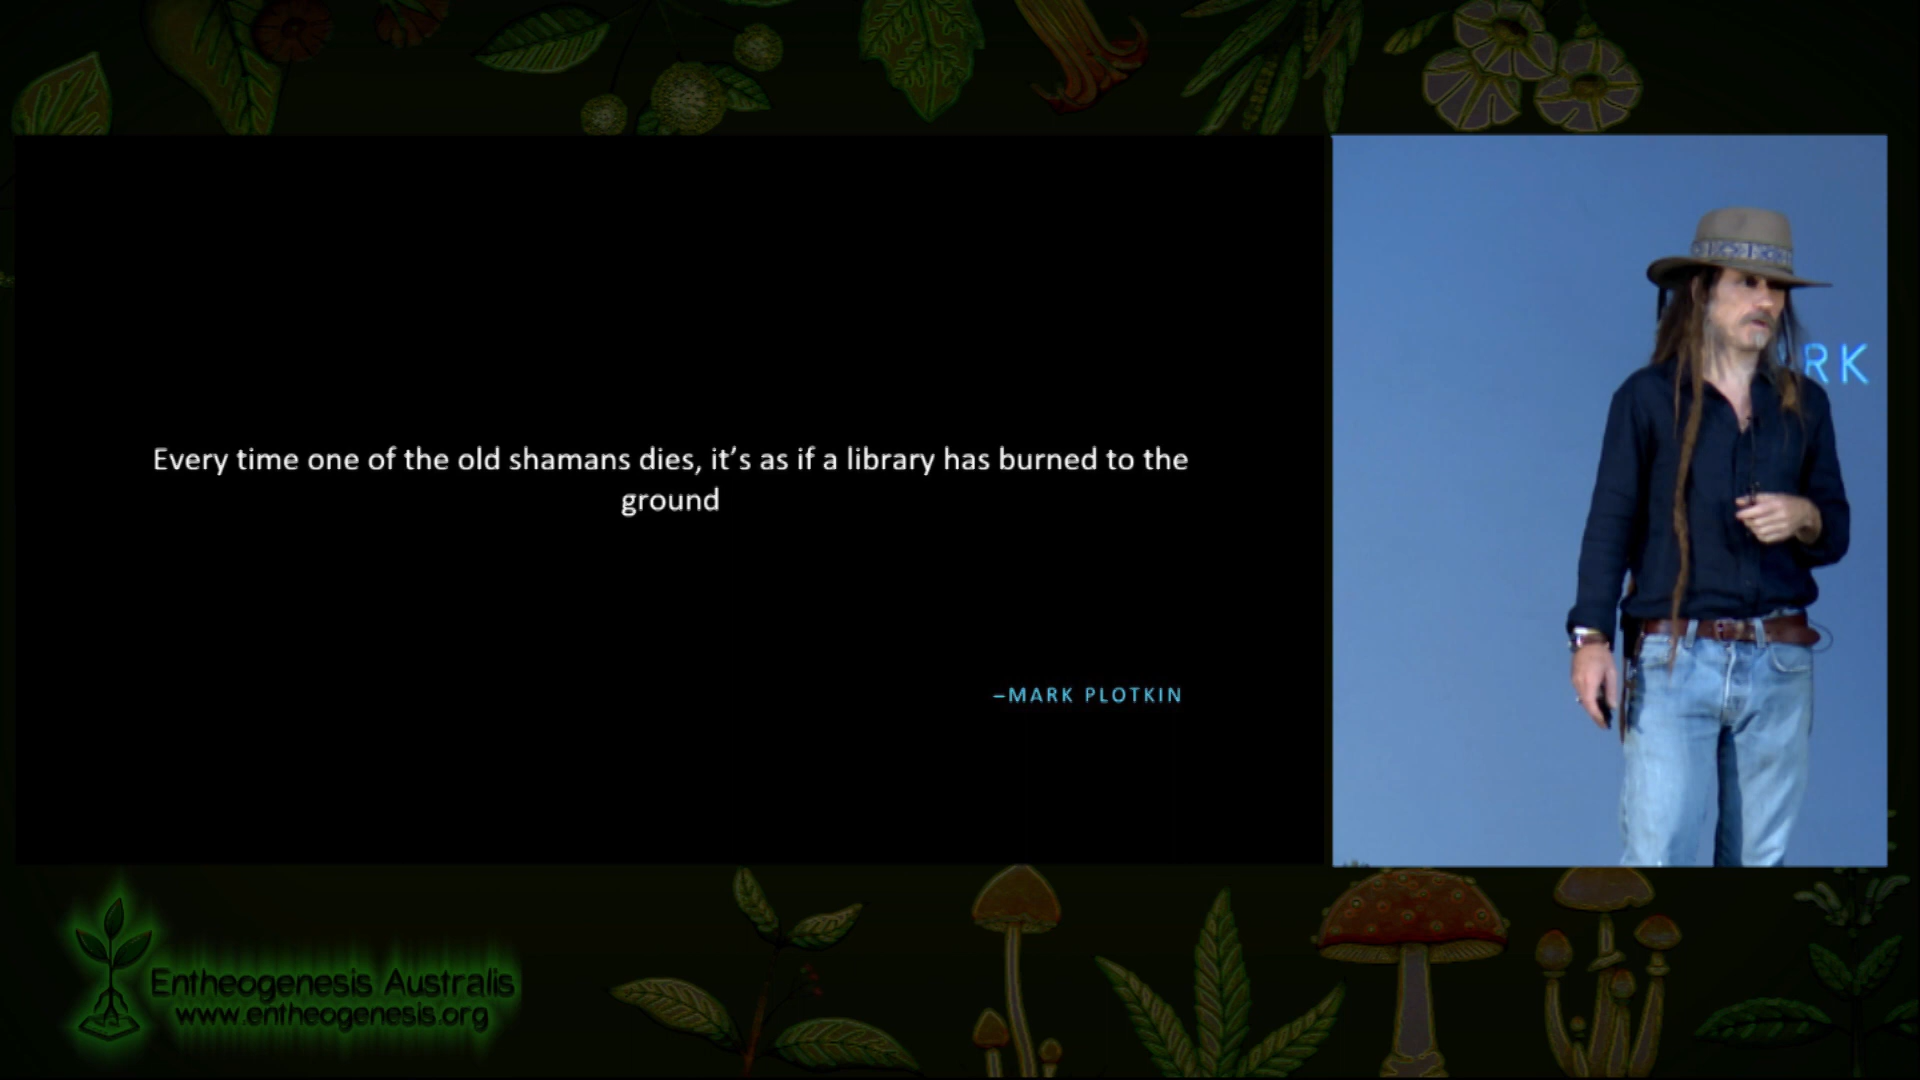 Every time one of the old shamans dies, it's as if a library has burned to the
ground
–MARK PLOTKIN
RK
Entheogenesis Australis
www.entheogenesis.org